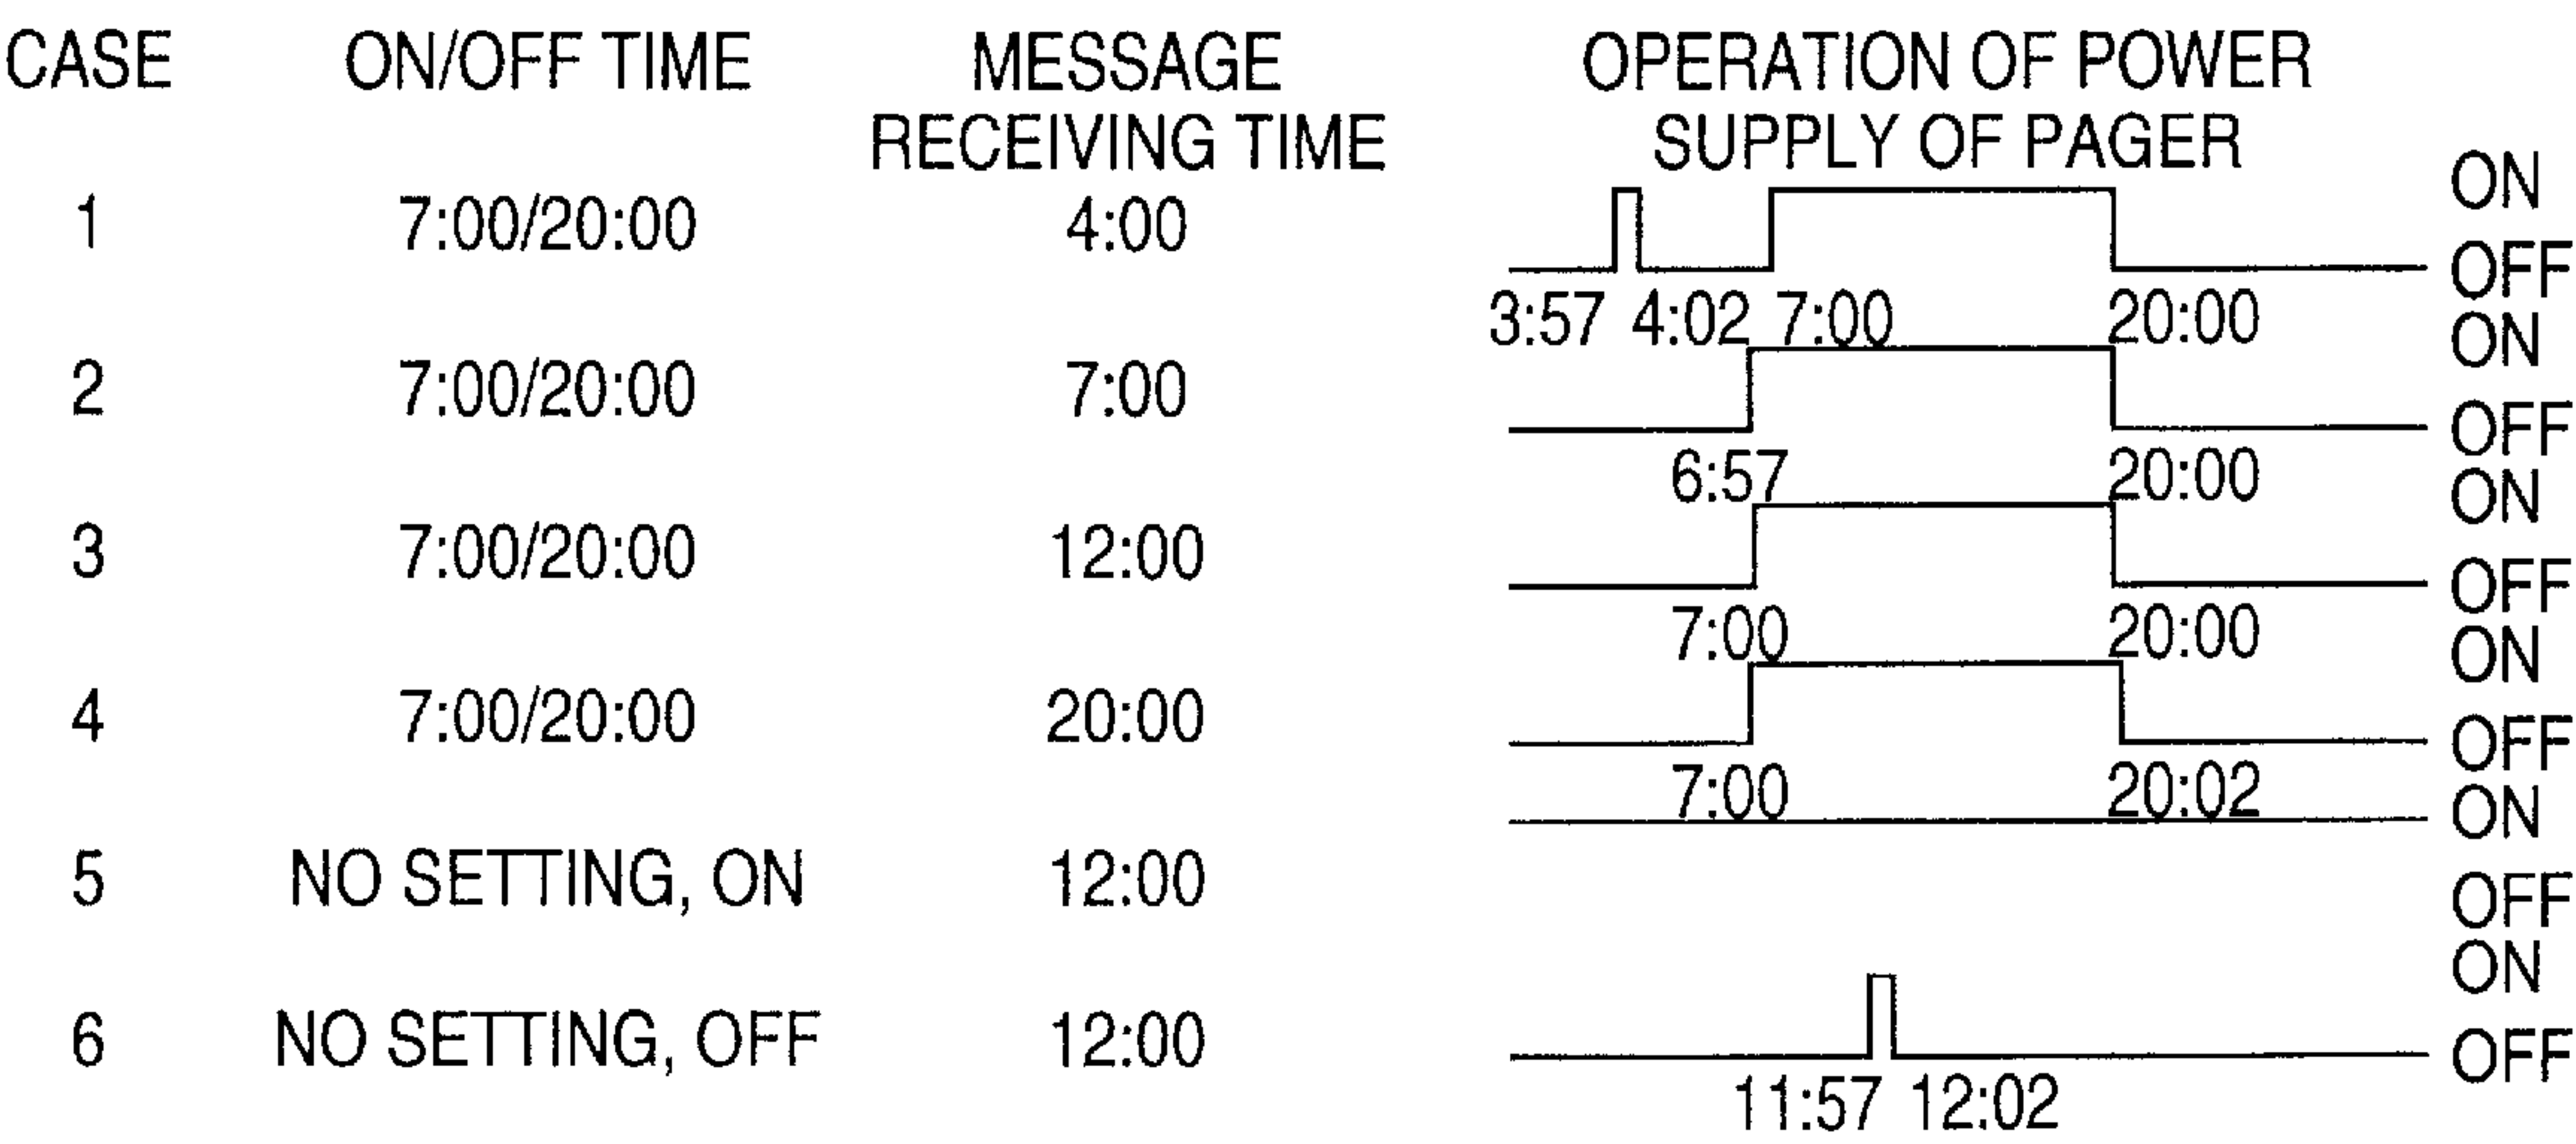 CASE ON/OFF TIME MESSAGE RECEIVING TIME OPERATION OF POWER SUPPLY OF PAGER
1 7:00/20:00 4:00 ON
OFF
3:57 4:02 7:00 20:00
2 7:00/20:00 7:00 ON
OFF
6:57 20:00
3 7:00/20:00 12:00 ON
OFF
7:00 20:00
4 7:00/20:00 20:00 ON
OFF
7:00 20:02
5 NO SETTING, ON 12:00 ON
OFF
6 NO SETTING, OFF 12:00 ON
OFF
11:57 12:02